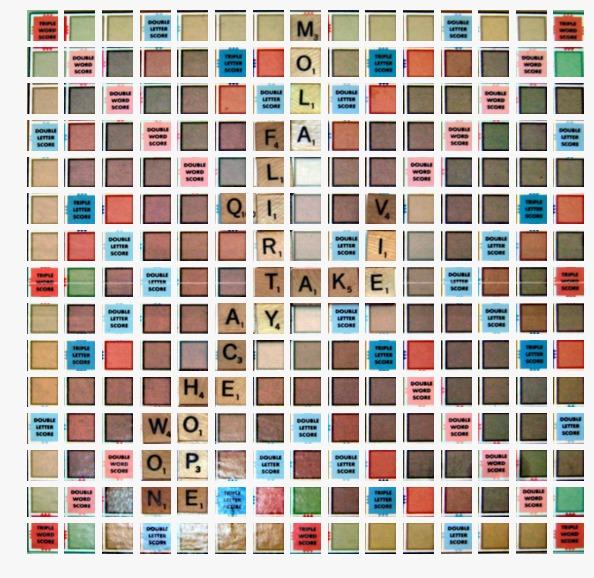 TRIPLE WORD SCORE DOUBLE LETTER SCORE M3 DOUBLE LETTER SCORE TRIPLE WORD SCORE
DOUBLE WORD SCORE TRIPLE LETTER SCORE O1 TRIPLE LETTER SCORE DOUBLE WORD SCORE
DOUBLE WORD SCORE DOUBLE LETTER SCORE L1 DOUBLE LETTER SCORE DOUBLE WORD SCORE
DOUBLE LETTER SCORE DOUBLE WORD SCORE F4 A1 DOUBLE WORD SCORE DOUBLE LETTER SCORE
DOUBLE WORD SCORE L1 DOUBLE WORD SCORE
TRIPLE LETTER SCORE Q10 I1 V4 TRIPLE LETTER SCORE
DOUBLE LETTER SCORE R1 DOUBLE LETTER SCORE I1 DOUBLE LETTER SCORE
TRIPLE WORD SCORE DOUBLE LETTER SCORE T1 A1 K5 E1 DOUBLE LETTER SCORE TRIPLE WORD SCORE
DOUBLE LETTER SCORE A1 Y4 DOUBLE LETTER SCORE DOUBLE LETTER SCORE
TRIPLE LETTER SCORE C3 TRIPLE LETTER SCORE TRIPLE LETTER SCORE
H4 E1 DOUBLE WORD SCORE
DOUBLE LETTER SCORE W4 O1 DOUBLE LETTER SCORE DOUBLE WORD SCORE DOUBLE LETTER SCORE
DOUBLE WORD SCORE O1 P3 DOUBLE LETTER SCORE DOUBLE LETTER SCORE DOUBLE WORD SCORE
DOUBLE WORD SCORE N1 E1 TRIPLE LETTER SCORE TRIPLE LETTER SCORE DOUBLE WORD SCORE
TRIPLE WORD SCORE DOUBLE LETTER SCORE TRIPLE WORD SCORE DOUBLE LETTER SCORE TRIPLE WORD SCORE